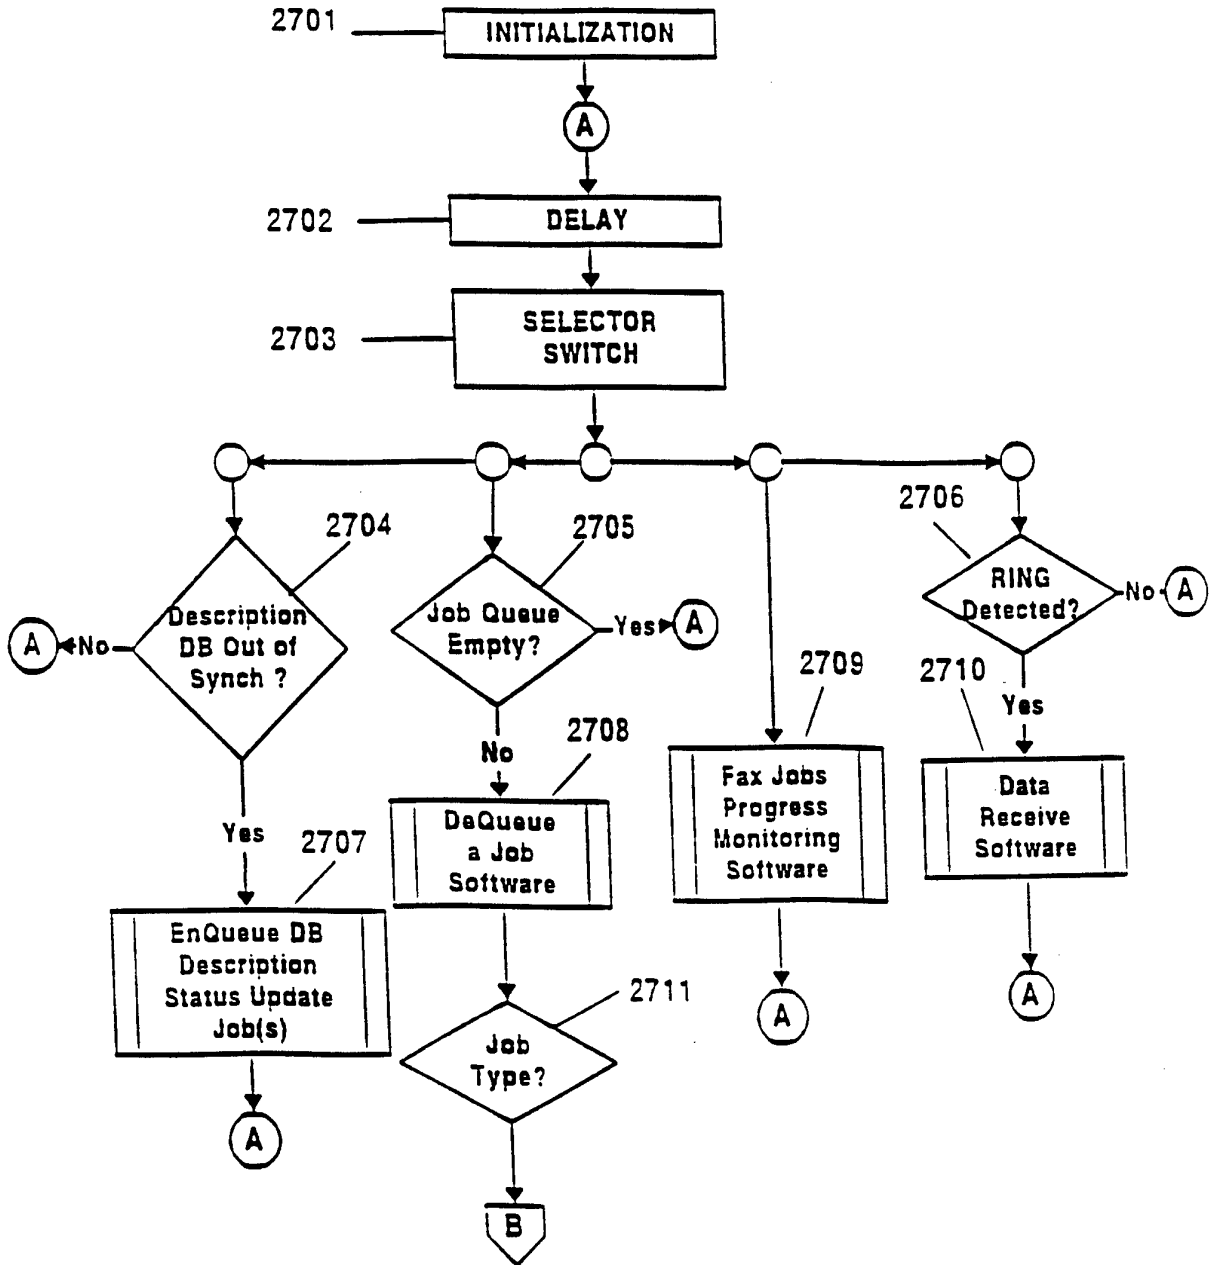 2701
INITIALIZATION
A
2702
DELAY
2703
SELECTOR
SWITCH
2704
Description
DB Out of
Synch ?
No
A
Yes
2707
EnQueue DB
Description
Status Update
Job(s)
A
2705
Job Queue
Empty?
Yes
A
No
2708
DeQueue
a Job
Software
2711
Job
Type?
B
2709
Fax Jobs
Progress
Monitoring
Software
A
2706
RING
Detected?
No
A
Yes
2710
Data
Receive
Software
A